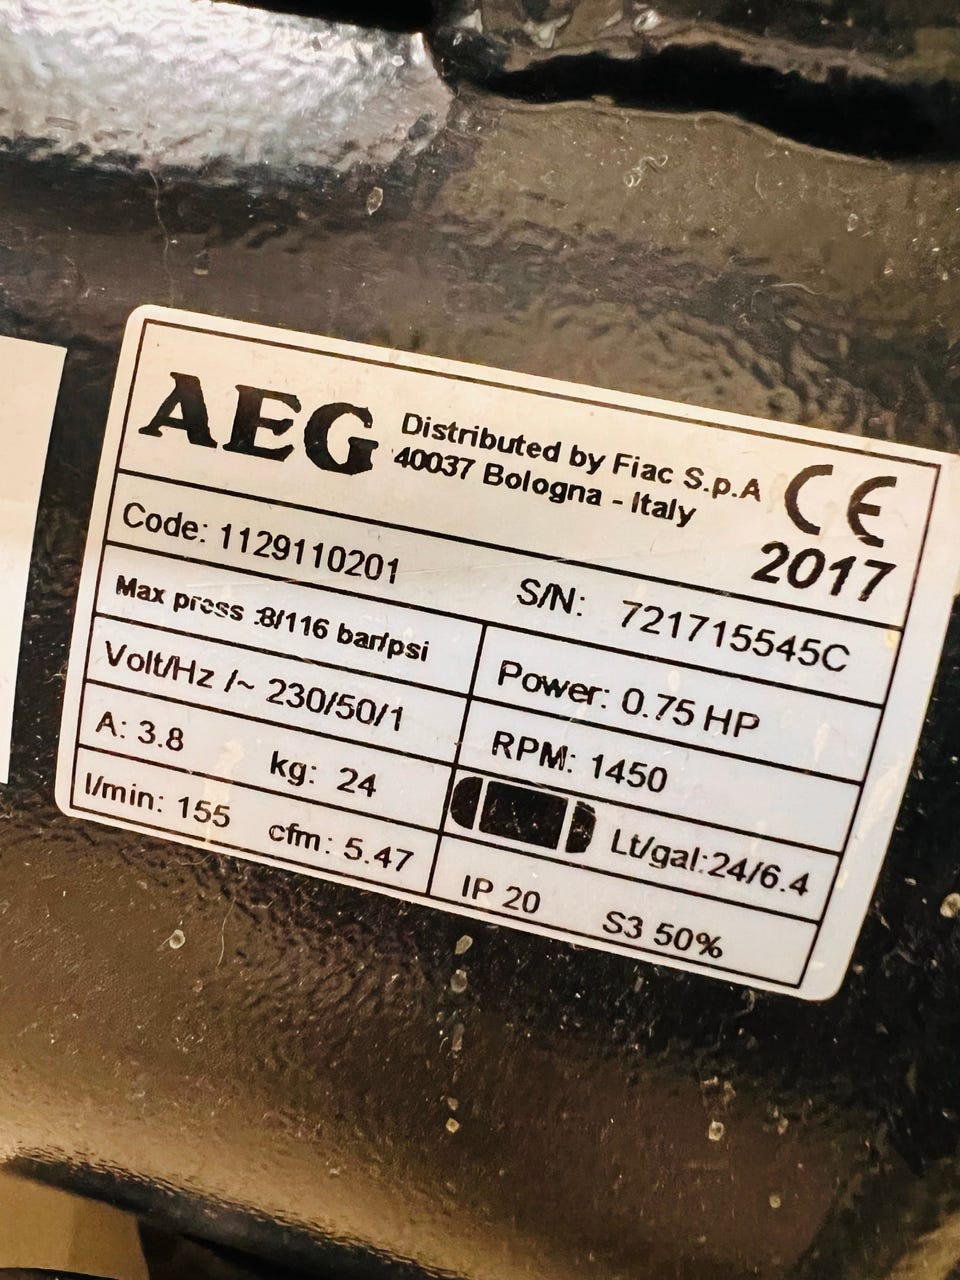 AEG
Distributed by Fiac S.p.A
40037 Bologna - Italy
CE
2017
Code: 1129110201
S/N: 721715545C
Max press :8/116 bar/psi
Power: 0.75 HP
Volt/Hz /~ 230/50/1
RPM: 1450
A: 3.8 kg: 24
Lt/gal:24/6.4
l/min: 155 cfm: 5.47
IP 20 S3 50%